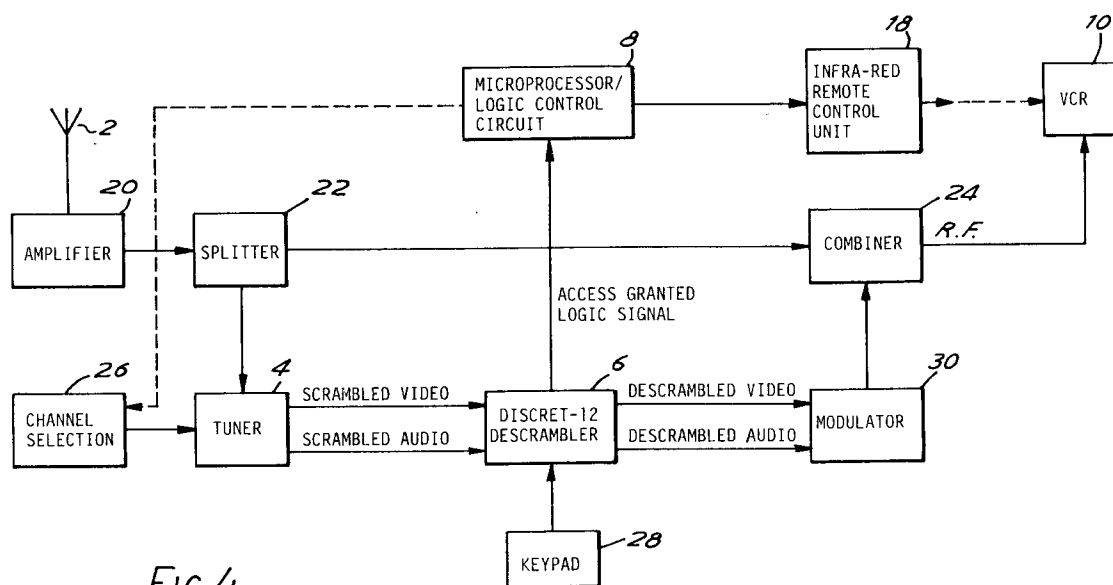 8
18
10
MICROPROCESSOR/
LOGIC CONTROL
CIRCUIT
INFRA-RED
REMOTE
CONTROL
UNIT
VCR
2
20
22
24
AMPLIFIER
SPLITTER
COMBINER
R.F.
ACCESS GRANTED
LOGIC SIGNAL
26
4
6
30
CHANNEL
SELECTION
TUNER
SCRAMBLED VIDEO
SCRAMBLED AUDIO
DISCRET-12
DESCRAMBLER
DESCRAMBLED VIDEO
DESCRAMBLED AUDIO
MODULATOR
28
KEYPAD
FIG. 4